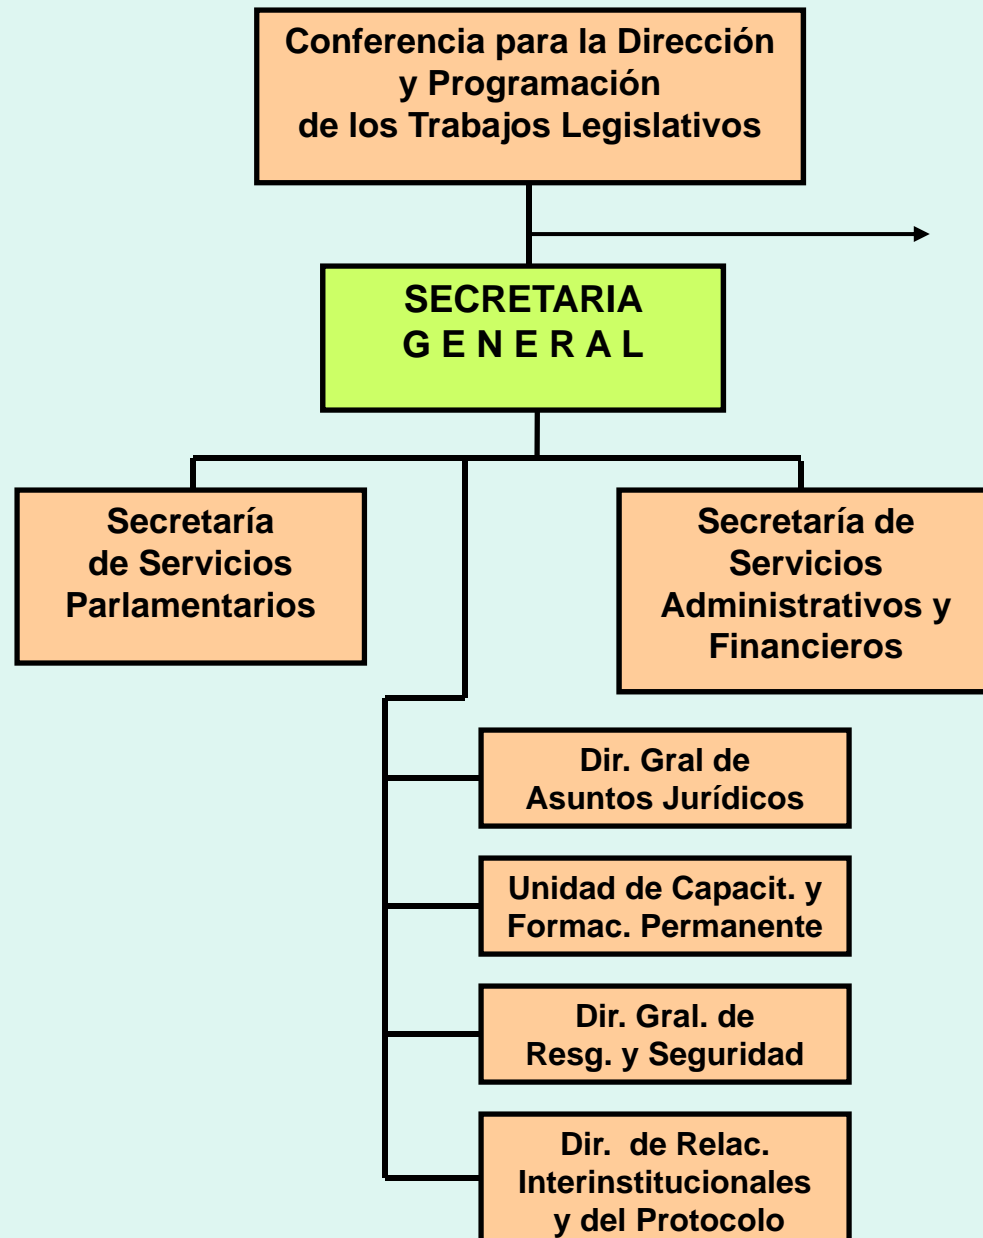 Conferencia para la Dirección
y Programación
de los Trabajos Legislativos
SECRETARIA
G E N E R A L
Secretaría
de Servicios
Parlamentarios
Secretaría de
Servicios
Administrativos y
Financieros
Dir. Gral de
Asuntos Jurídicos
Unidad de Capacit. y
Formac. Permanente
Dir. Gral. de
Resg. y Seguridad
Dir. de Relac.
Interinstitucionales
y del Protocolo